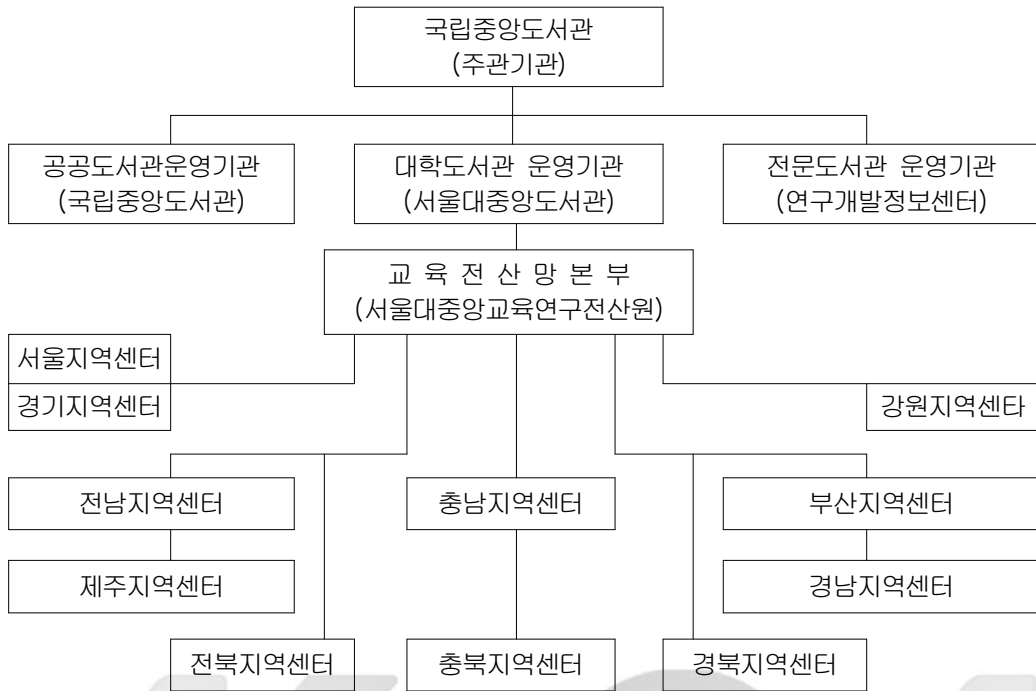 국립중앙도서관
(주관기관)
공공도서관운영기관
(국립중앙도서관)
대학도서관 운영기관
(서울대중앙도서관)
전문도서관 운영기관
(연구개발정보센터)
교 육 전 산 망 본 부
(서울대중앙교육연구전산원)
서울지역센터
경기지역센터
강원지역센타
전남지역센터
충남지역센터
부산지역센터
제주지역센터
경남지역센터
전북지역센터
충북지역센터
경북지역센터